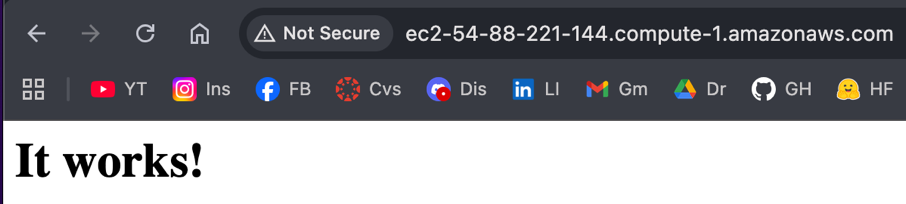 Not Secure ec2-54-88-221-144.compute-1.amazonaws.com
YT Ins FB Cvs Dis LI Gm Dr GH HF
It works!